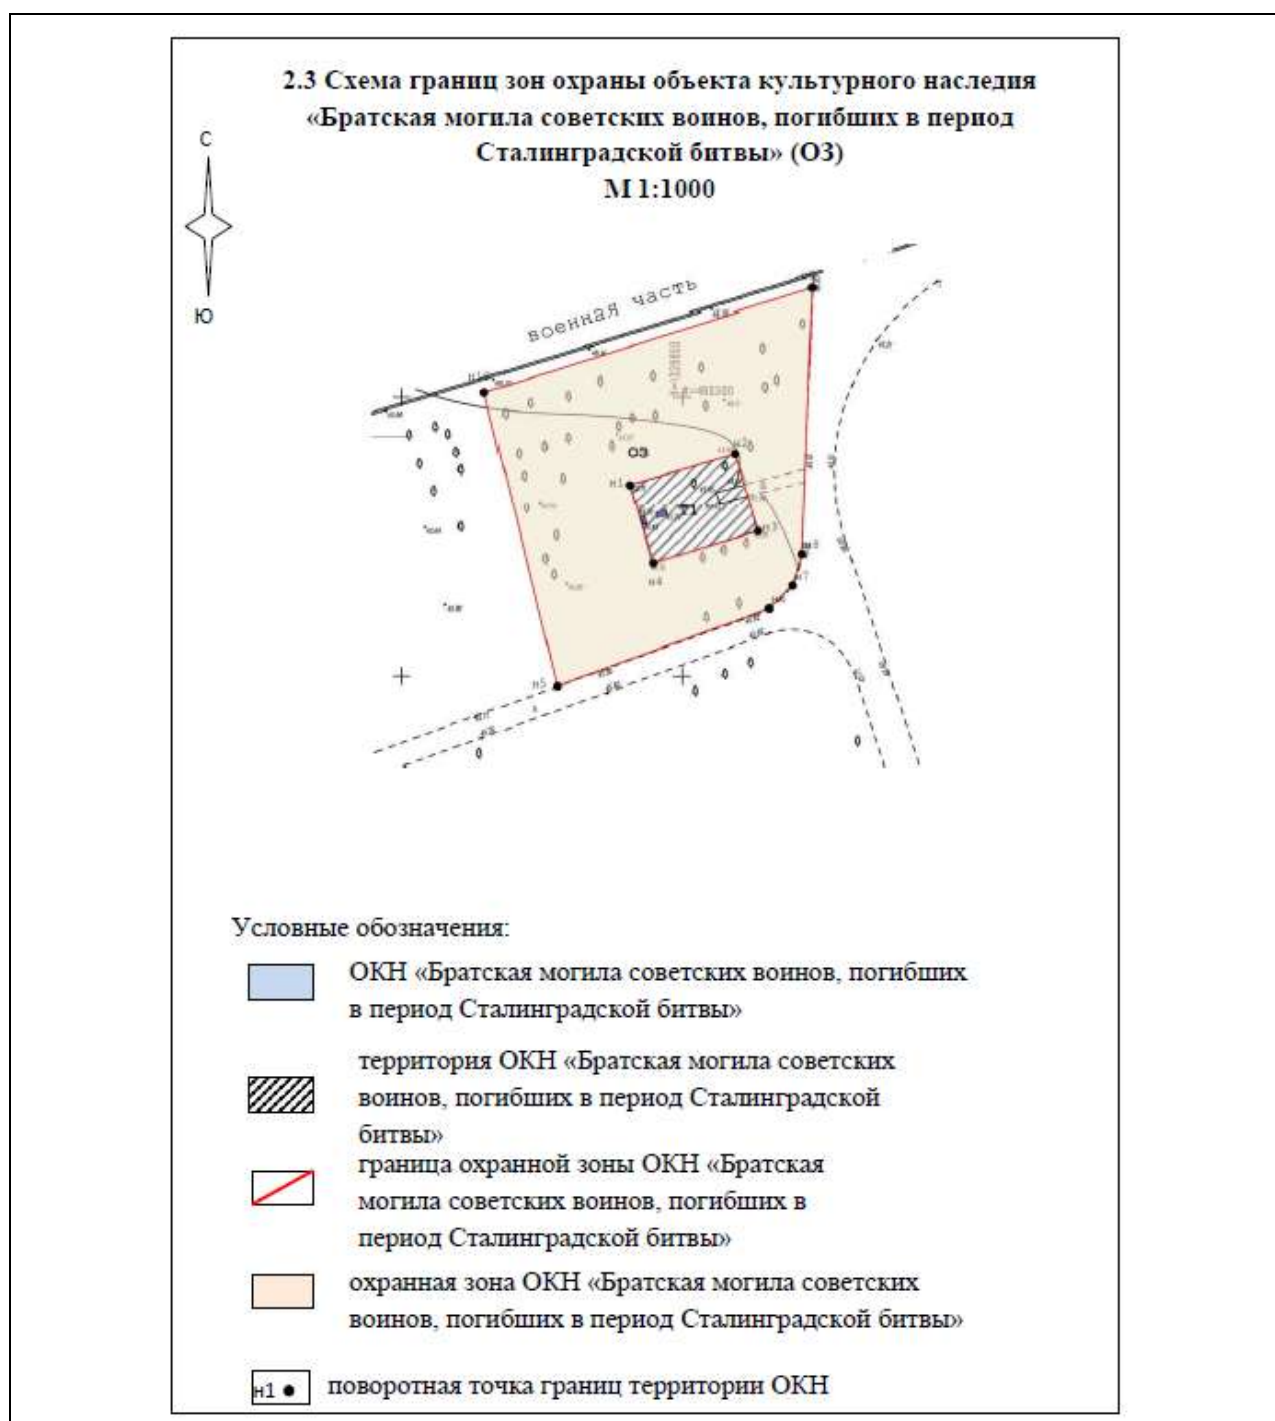 2.3 Схема границ зон охраны объекта культурного наследия
«Братская могила советских воинов, погибших в период
Сталинградской битвы» (ОЗ)
М 1:1000
С
Ю
военная часть
ОЗ
н2
н1
Т1
н3
н4
н8
н7
н5
Условные обозначения:
ОКН «Братская могила советских воинов, погибших
в период Сталинградской битвы»
территория ОКН «Братская могила советских
воинов, погибших в период Сталинградской
битвы»
граница охранной зоны ОКН «Братская
могила советских воинов, погибших в
период Сталинградской битвы»
охранная зона ОКН «Братская могила советских
воинов, погибших в период Сталинградской битвы»
н1
поворотная точка границ территории ОКН